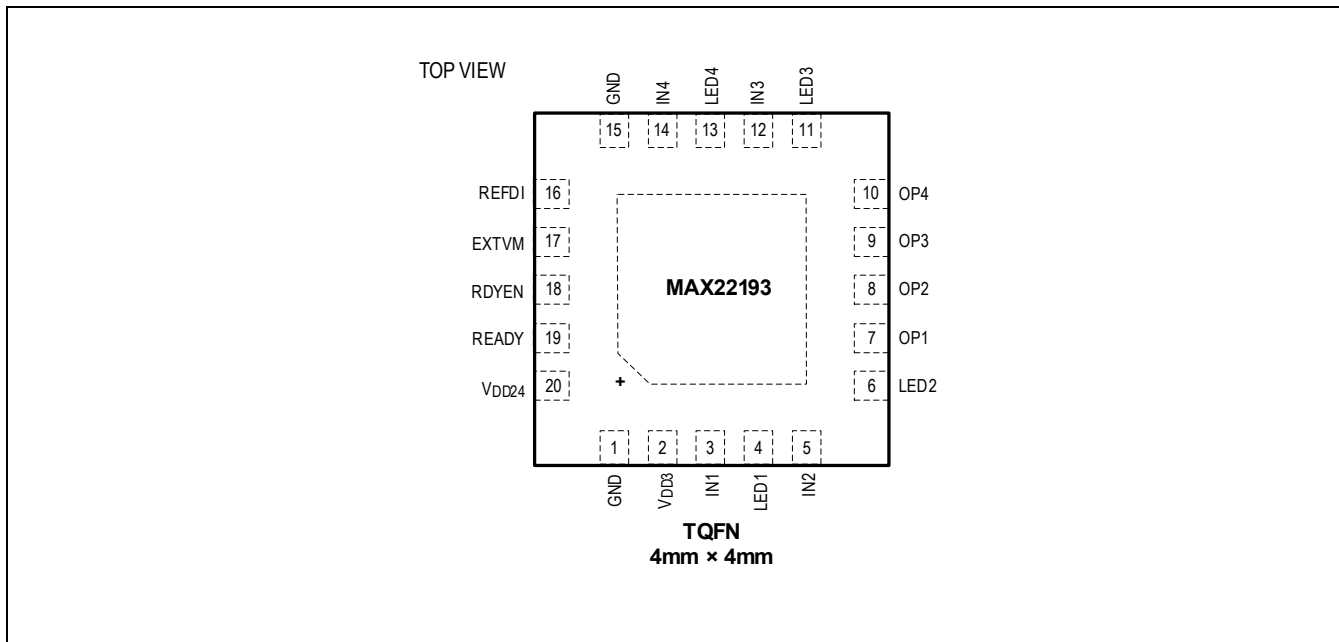 TOP VIEW
GND
IN4
LED4
IN3
LED3
15
14
13
12
11
REFDI 16
10 OP4
EXTVM 17
9 OP3
RDYEN 18
MAX22193
8 OP2
READY 19
7 OP1
VDD24 20
+
6 LED2
1
2
3
4
5
GND
VDD3
IN1
LED1
IN2
TQFN
4mm × 4mm